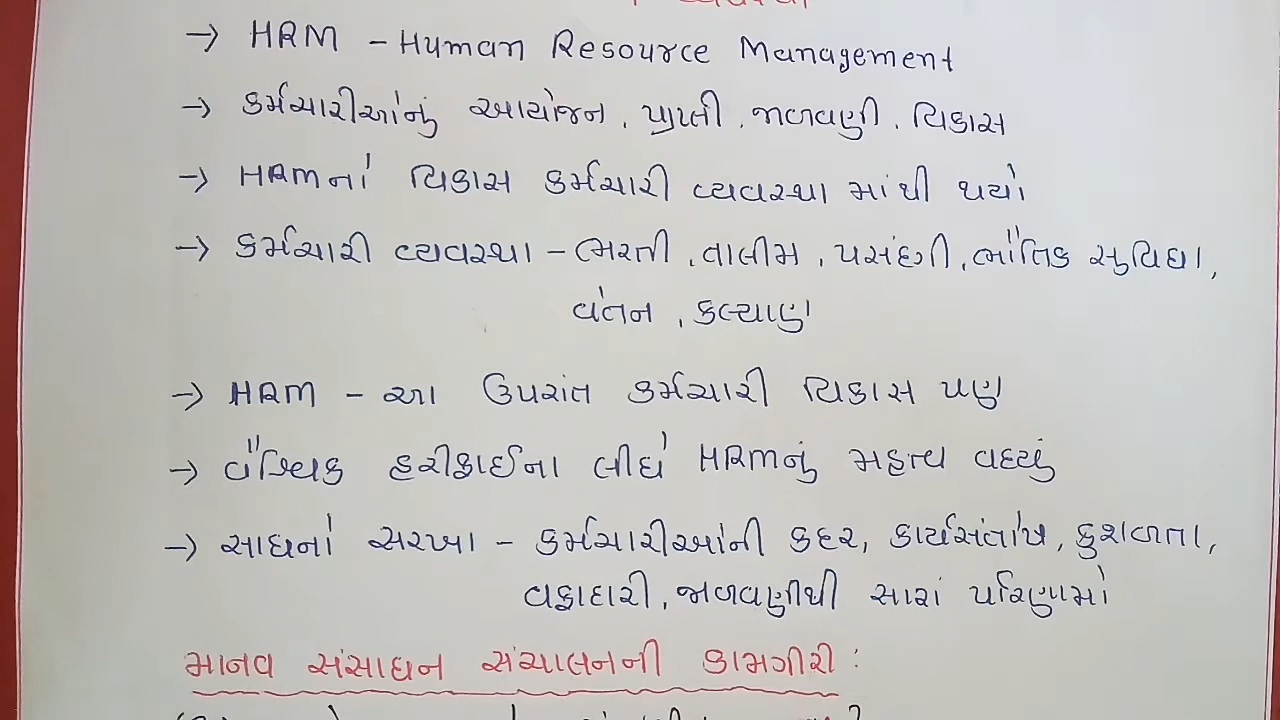 → HRM - Human Resource Management
→ કર્મચારીઓનું આયોજન, પ્રાપ્તી, જાળવણી, વિકાસ
→ HRMનો વિકાસ કર્મચારી વ્યવસ્થા માંથી થયો
→ કર્મચારી વ્યવસ્થા - ભરતી, તાલીમ, પસંદગી, ભૌતિક સુવિધા,
વેતન, કલ્યાણ
→ HRM - આ ઉપરાંત કર્મચારી વિકાસ પણ
→ વૈશ્વિક હરીફાઈના લીધે HRMનું મહત્વ વધ્યું
→ સાધનો સરખા - કર્મચારીઓની કદર, કાર્યસંતોષ, કુશળતા,
વફાદારી, જાળવણીથી સારાં પરિણામો
માનવ સંસાધન સંચાલનની કામગીરી :